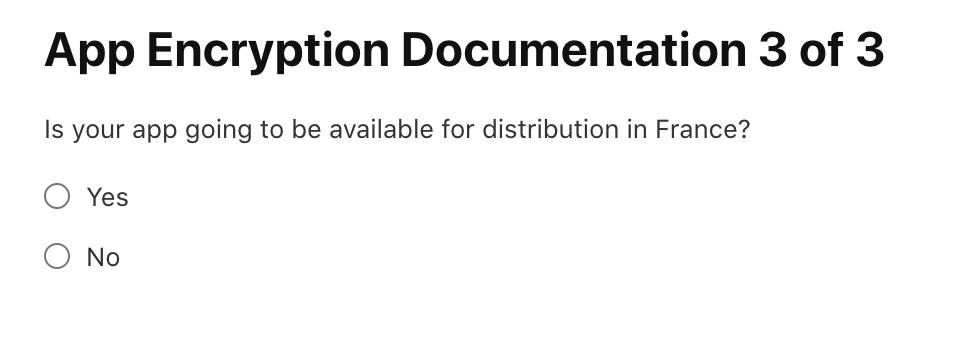 App Encryption Documentation 3 of 3
Is your app going to be available for distribution in France?
Yes
No